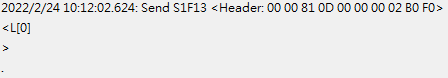 2022/2/24 10:12:02.624: Send S1F13 <Header: 00 00 81 0D 00 00 00 02 B0 F0>
<L[0]
>
.